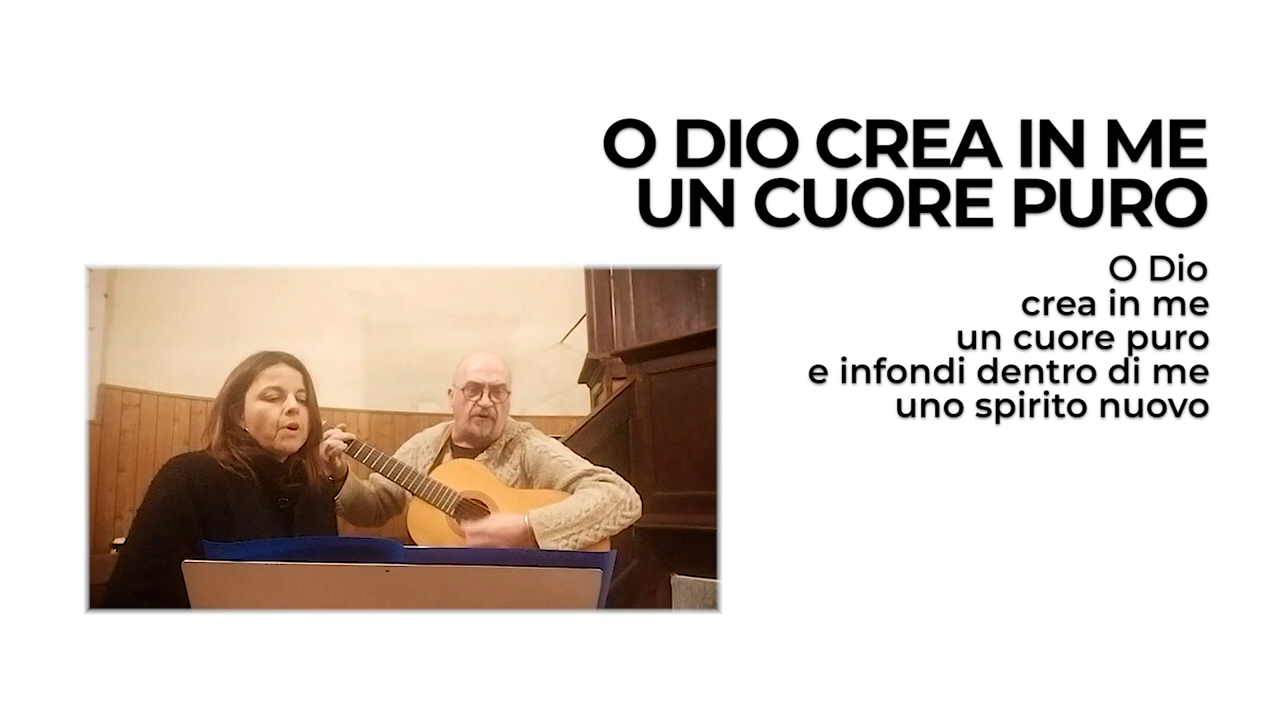 O DIO CREA IN ME
UN CUORE PURO
O Dio
crea in me
un cuore puro
e infondi dentro di me
uno spirito nuovo